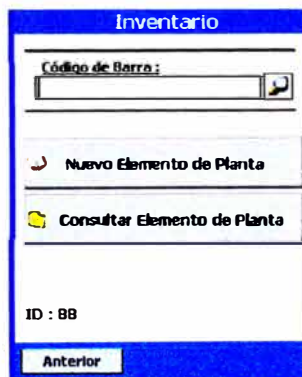 Inventario
Código de Barra :
Nuevo Elemento de Planta
Consultar Elemento de Planta
ID : 88
Anterior